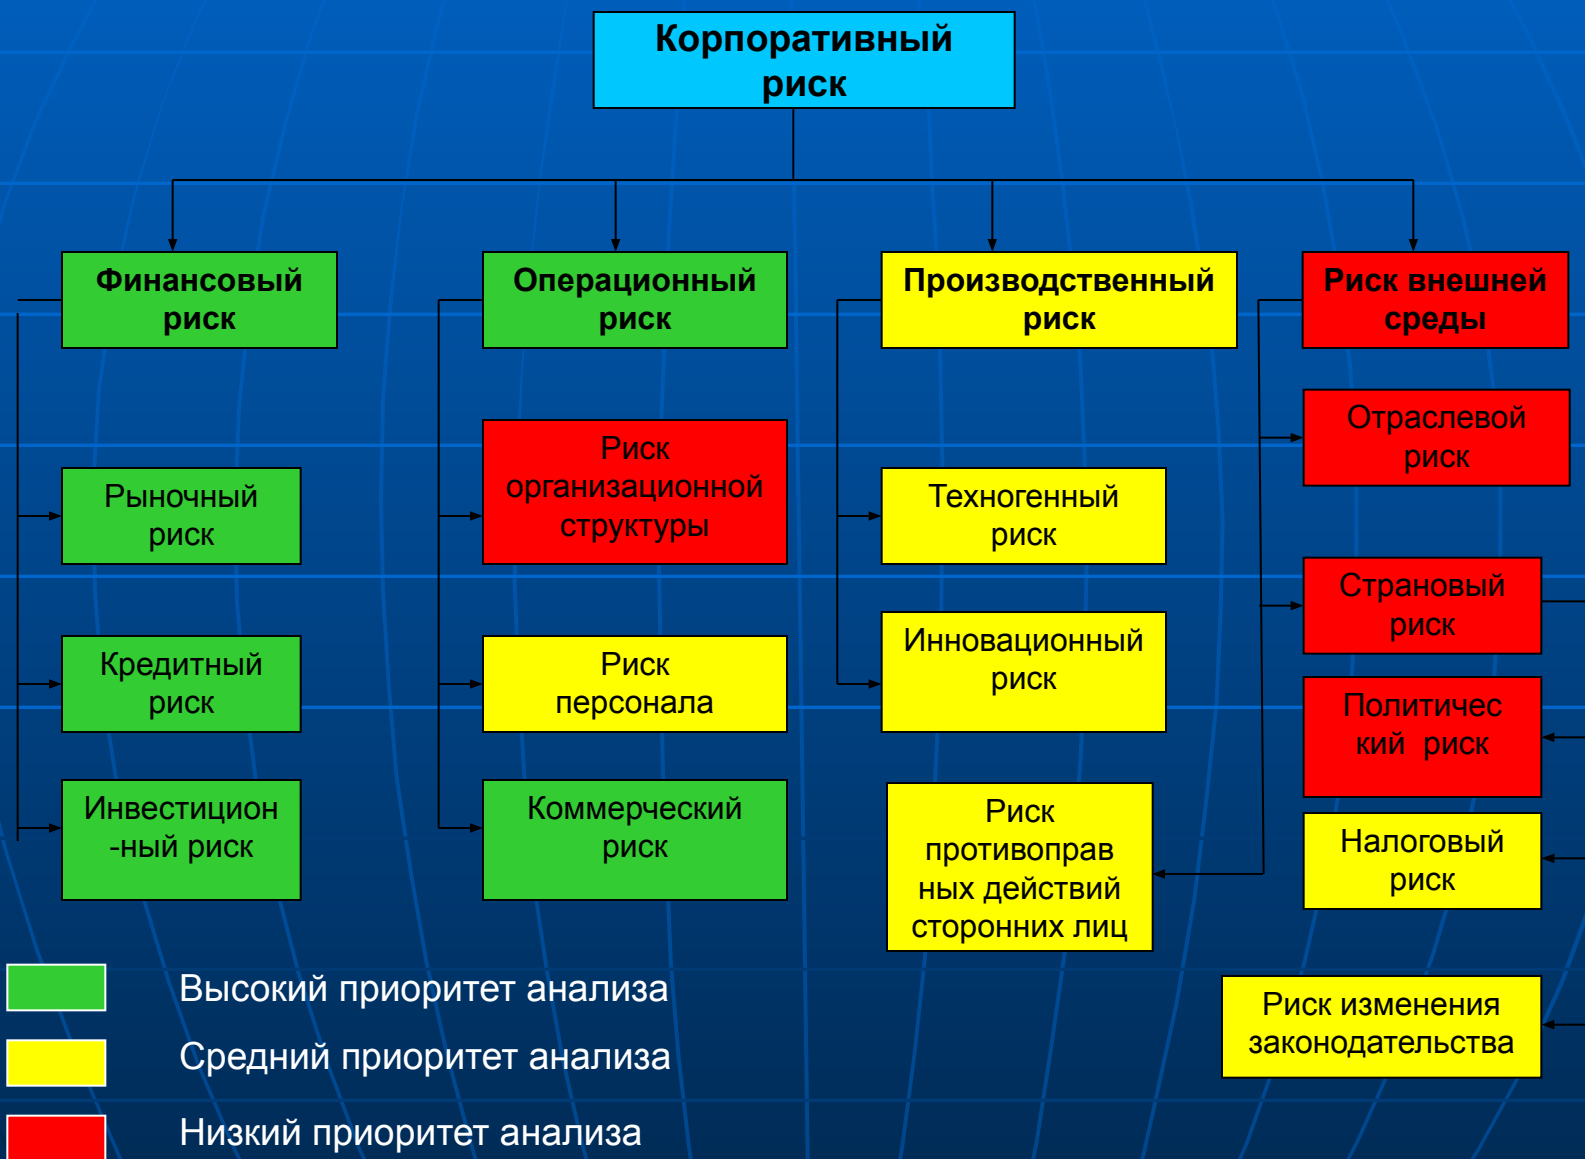 Корпоративный
риск
Финансовый
риск
Операционный
риск
Производственный
риск
Риск внешней
среды
Рыночный
риск
Кредитный
риск
Инвестицион
-ный риск
Риск
организационной
структуры
Риск
персонала
Коммерческий
риск
Техногенный
риск
Инновационный
риск
Риск
противоправ
ных действий
сторонних лиц
Отраслевой
риск
Страновый
риск
Политичес
кий риск
Налоговый
риск
Риск изменения
законодательства
Высокий приоритет анализа
Средний приоритет анализа
Низкий приоритет анализа